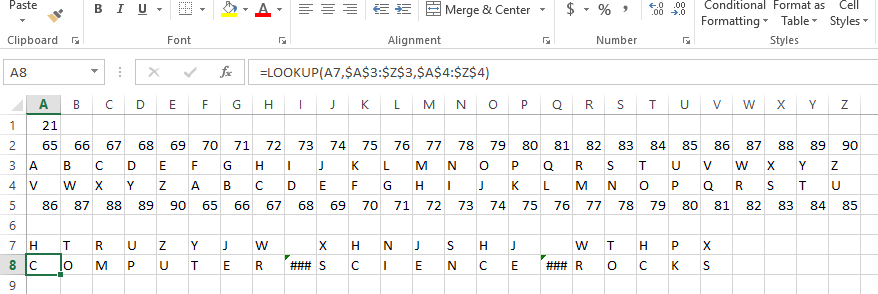 Paste B I U A Merge & Center $ % , .00 Conditional Format as Cell
Formatting Table Styles
Clipboard Font Alignment Number Styles
A8 fx =LOOKUP(A7,$A$3:$Z$3,$A$4:$Z$4)
A B C D E F G H I J K L M N O P Q R S T U V W X Y Z
1 21
2 65 66 67 68 69 70 71 72 73 74 75 76 77 78 79 80 81 82 83 84 85 86 87 88 89 90
3 A B C D E F G H I J K L M N O P Q R S T U V W X Y Z
4 V W X Y Z A B C D E F G H I J K L M N O P Q R S T U
5 86 87 88 89 90 65 66 67 68 69 70 71 72 73 74 75 76 77 78 79 80 81 82 83 84 85
6
7 H T R U Z Y J W X H N J S H J W T H P X
8 C O M P U T E R ### S C I E N C E ### R O C K S
9